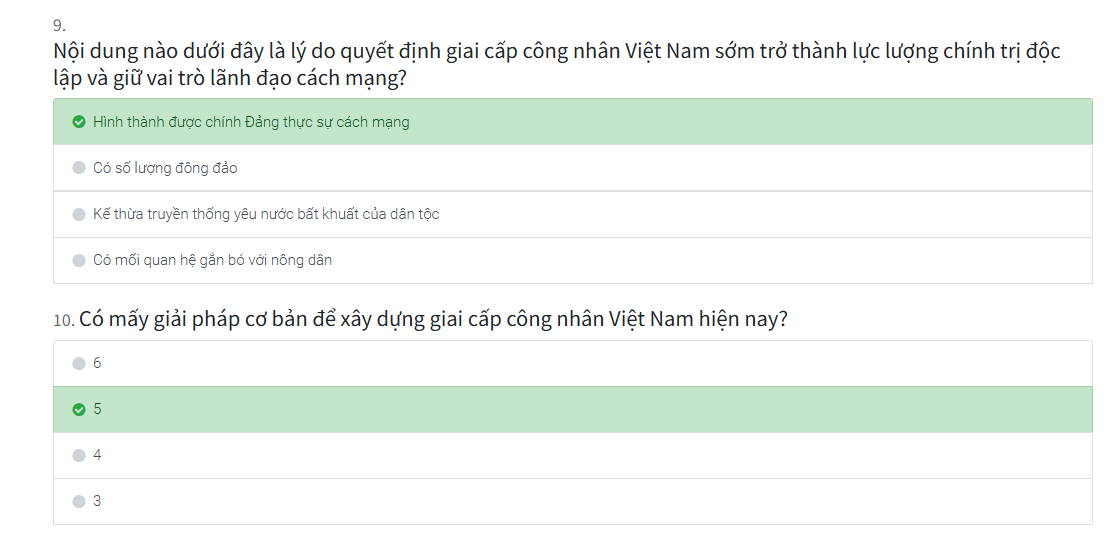 9.
Nội dung nào dưới đây là lý do quyết định giai cấp công nhân Việt Nam sớm trở thành lực lượng chính trị độc
lập và giữ vai trò lãnh đạo cách mạng?
Hình thành được chính Đảng thực sự cách mạng
Có số lượng đông đảo
Kế thừa truyền thống yêu nước bất khuất của dân tộc
Có mối quan hệ gắn bó với nông dân
10. Có mấy giải pháp cơ bản để xây dựng giai cấp công nhân Việt Nam hiện nay?
6
5
4
3